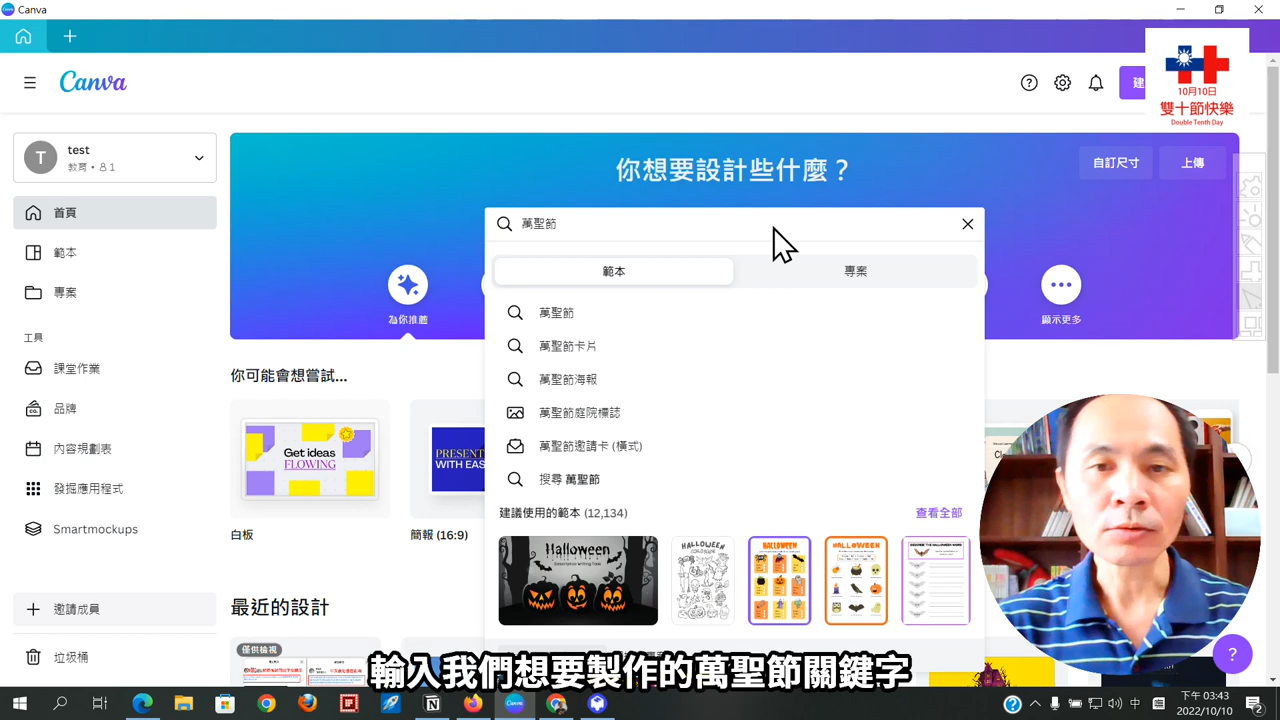 Canva
Canva
建
10月10日
雙十節快樂
Double Tenth Day
T
test
教育•1
首頁
範本
專案
工具
課堂作業
品牌
內容規劃表
發掘應用程式
Smartmockups
邀請成員
垃圾桶
你想要設計些什麼？
自訂尺寸
上傳
萬聖節
範本
專案
為你推薦
顯示更多
萬聖節
萬聖節卡片
萬聖節海報
萬聖節庭院標誌
萬聖節邀請卡 (橫式)
搜尋 萬聖節
建議使用的範本 (12,134)
查看全部
Halloween
Descriptive Writing Task
HALLOWEEN
HALLOWEEN
HALLOWEEN
你可能會想嘗試...
Get ideas
FLOWING
白板
PRESENT
WITH EAS
簡報 (16:9)
最近的設計
僅供檢視
輸入我們想要製作的萬聖節關鍵字
中
下午 03:43
2022/10/10
2